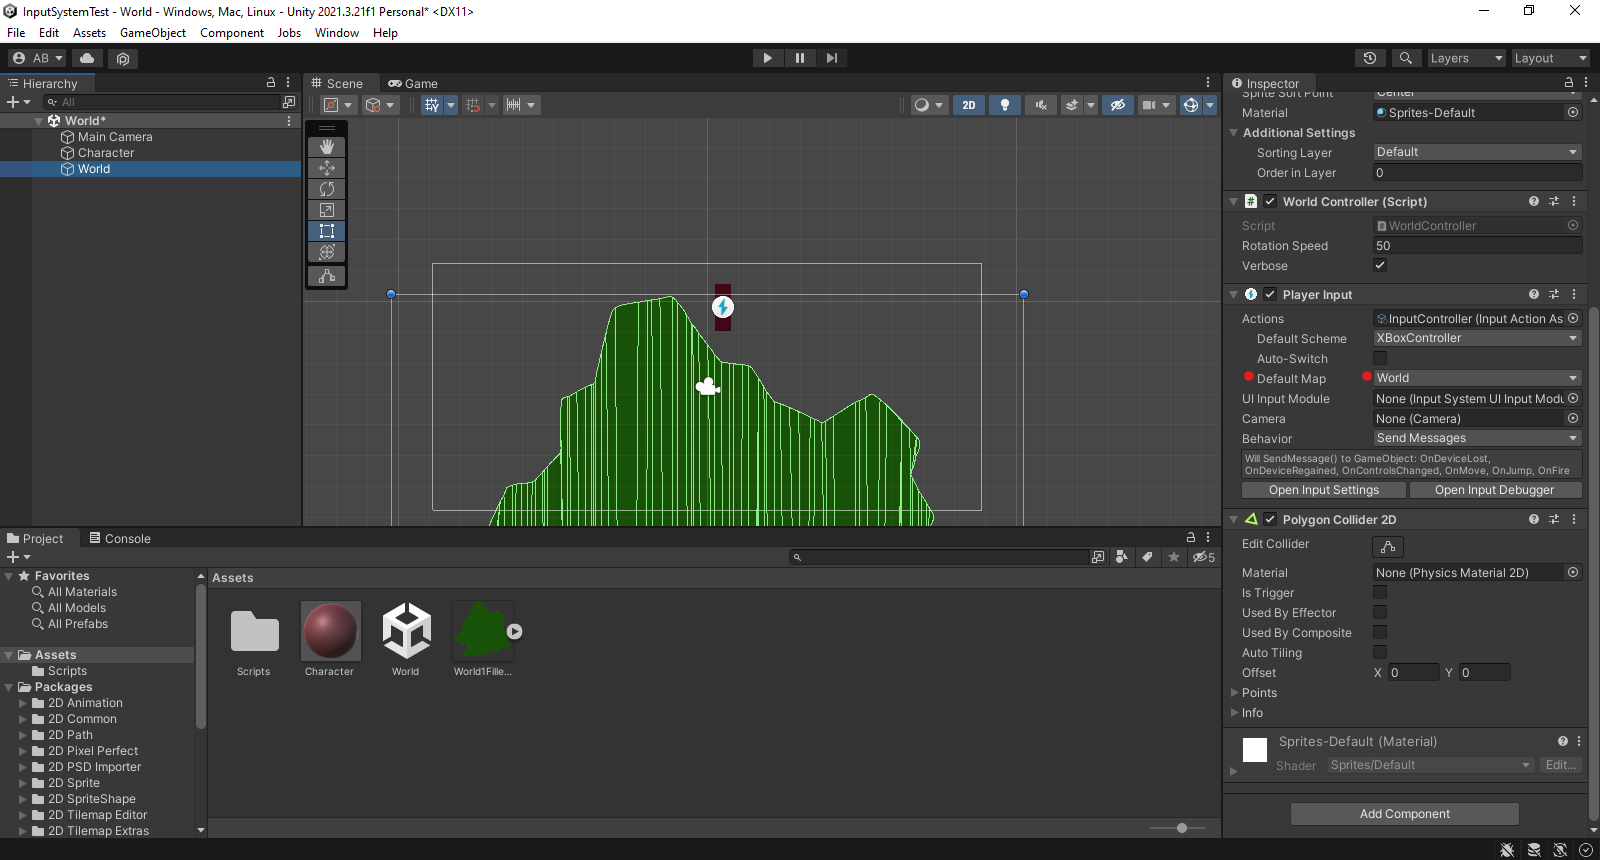 InputSystemTest - World - Windows, Mac, Linux - Unity 2021.3.21f1 Personal* <DX11>
File Edit Assets GameObject Component Jobs Window Help
AB Layers Layout
Hierarchy
All
World*
Main Camera
Character
World
Scene Game
2D
Inspector
Sprite Sort Point Center
Material Sprites-Default
Additional Settings
Sorting Layer Default
Order in Layer 0
World Controller (Script)
Script WorldController
Rotation Speed 50
Verbose
Player Input
Actions InputController (Input Action As
Default Scheme XBoxController
Auto-Switch
Default Map World
UI Input Module None (Input System UI Input Modu
Camera None (Camera)
Behavior Send Messages
Will SendMessage() to GameObject: OnDeviceLost,
OnDeviceRegained, OnControlsChanged, OnMove, OnJump, OnFire
Open Input Settings Open Input Debugger
Polygon Collider 2D
Edit Collider
Material None (Physics Material 2D)
Is Trigger
Used By Effector
Used By Composite
Auto Tiling
Offset X 0 Y 0
Points
Info
Sprites-Default (Material)
Shader Sprites/Default Edit...
Add Component
Project Console
5
Favorites
All Materials
All Models
All Prefabs
Assets
Scripts
Packages
2D Animation
2D Common
2D Path
2D Pixel Perfect
2D PSD Importer
2D Sprite
2D SpriteShape
2D Tilemap Editor
2D Tilemap Extras
Assets
Scripts Character World World1Fille...